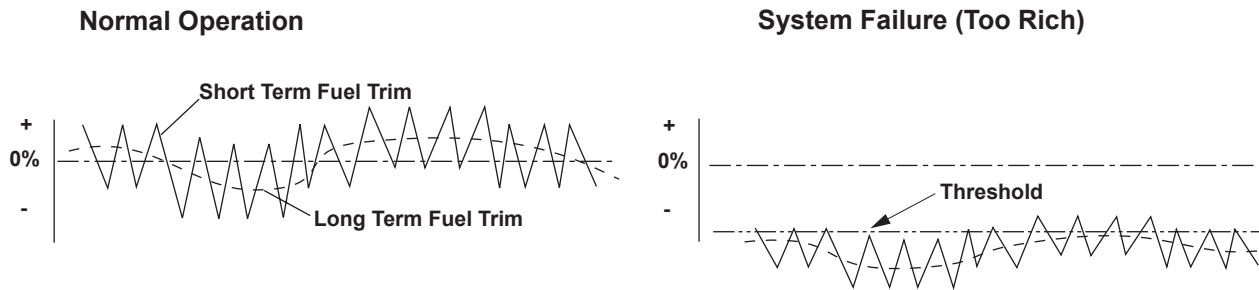 Normal Operation
Short Term Fuel Trim
+
0%
-
Long Term Fuel Trim
System Failure (Too Rich)
+
0%
-
Threshold